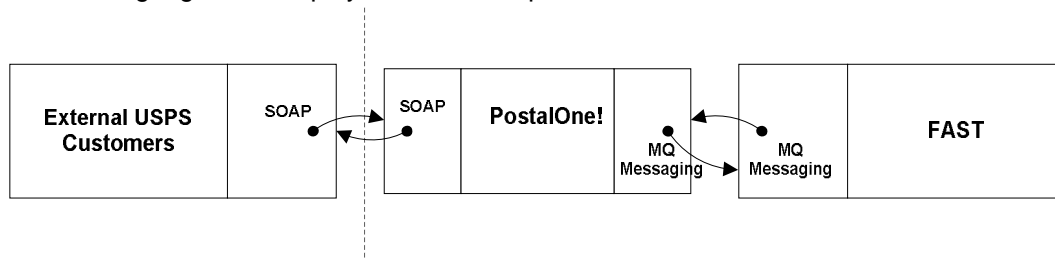 External USPS
Customers
SOAP
SOAP
PostalOne!
MQ
Messaging
MQ
Messaging
FAST